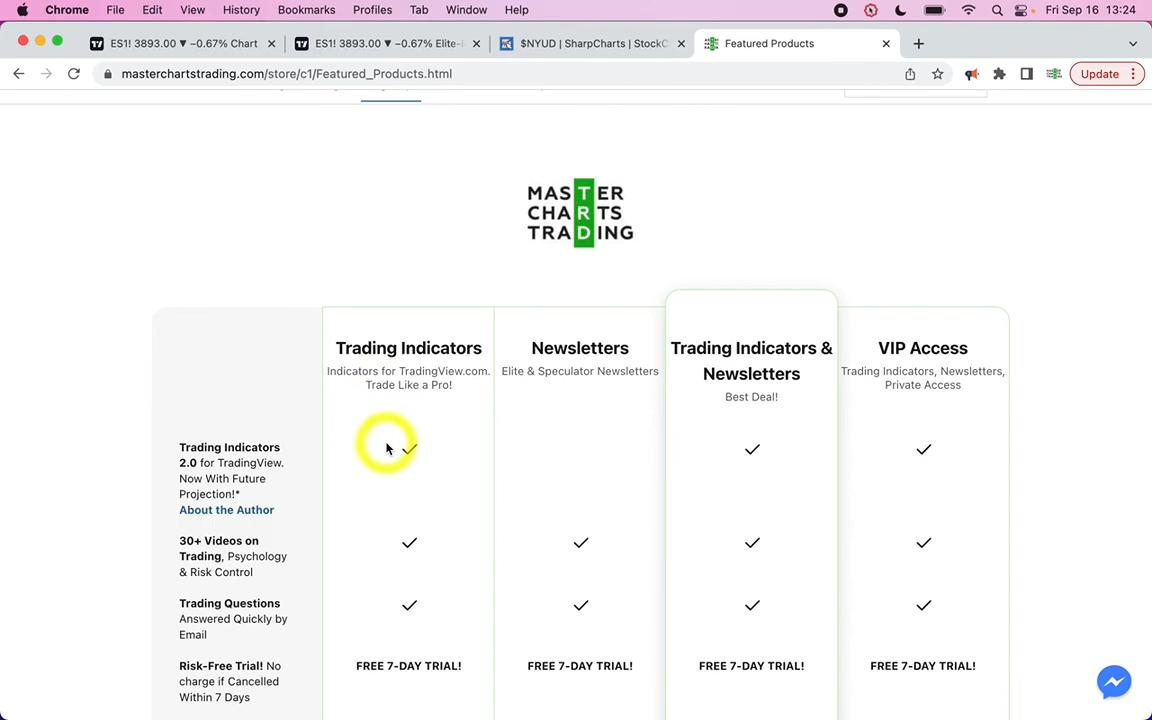 Chrome File Edit View History Bookmarks Profiles Tab Window Help Fri Sep 16 13:24
ES1! 3893.00 ▼ −0.67% Chart ES1! 3893.00 ▼ −0.67% Elite- $NYUD | SharpCharts | StockC Featured Products
masterchartstrading.com/store/c1/Featured_Products.html Update
MASTER
CHARTS
TRADING
Trading Indicators
Indicators for TradingView.com.
Trade Like a Pro!
Newsletters
Elite & Speculator Newsletters
Trading Indicators &
Newsletters
Best Deal!
VIP Access
Trading Indicators, Newsletters,
Private Access
Trading Indicators
2.0 for TradingView.
Now With Future
Projection!*
About the Author
30+ Videos on
Trading, Psychology
& Risk Control
Trading Questions
Answered Quickly by
Email
Risk-Free Trial! No
charge if Cancelled
Within 7 Days
FREE 7-DAY TRIAL! FREE 7-DAY TRIAL! FREE 7-DAY TRIAL! FREE 7-DAY TRIAL!